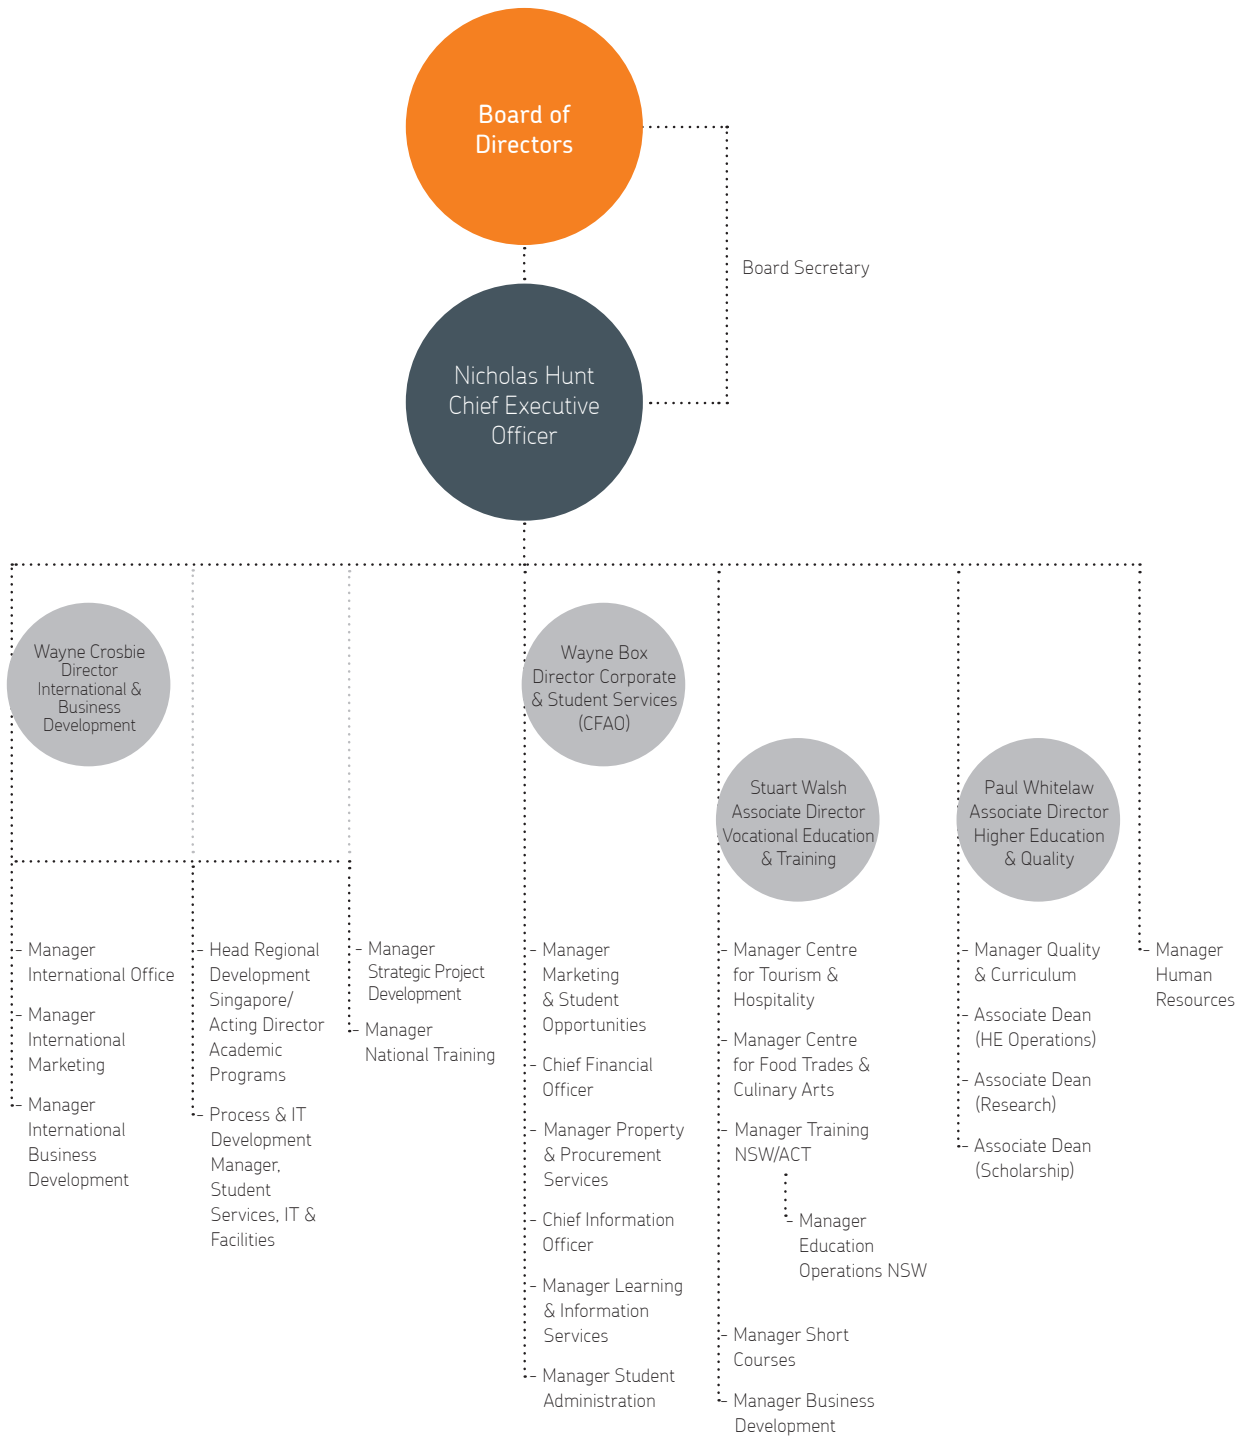 Board of
Directors
Board Secretary
Nicholas Hunt
Chief Executive
Officer
Wayne Crosbie
Director
International &
Business
Development
Wayne Box
Director Corporate
& Student Services
(CFAO)
Stuart Walsh
Associate Director
Vocational Education
& Training
Paul Whitelaw
Associate Director
Higher Education
& Quality
- Manager
International Office
- Manager
International
Marketing
- Manager
International
Business
Development
- Head Regional
Development
Singapore/
Acting Director
Academic
Programs
- Process & IT
Development
Manager,
Student
Services, IT &
Facilities
- Manager
Strategic Project
Development
- Manager
National Training
- Manager
Marketing
& Student
Opportunities
- Chief Financial
Officer
- Manager Property
& Procurement
Services
- Chief Information
Officer
- Manager Learning
& Information
Services
- Manager Student
Administration
- Manager Centre
for Tourism &
Hospitality
- Manager Centre
for Food Trades &
Culinary Arts
- Manager Training
NSW/ACT
- Manager
Education
Operations NSW
- Manager Short
Courses
- Manager Business
Development
- Manager Quality
& Curriculum
- Associate Dean
(HE Operations)
- Associate Dean
(Research)
- Associate Dean
(Scholarship)
- Manager
Human
Resources